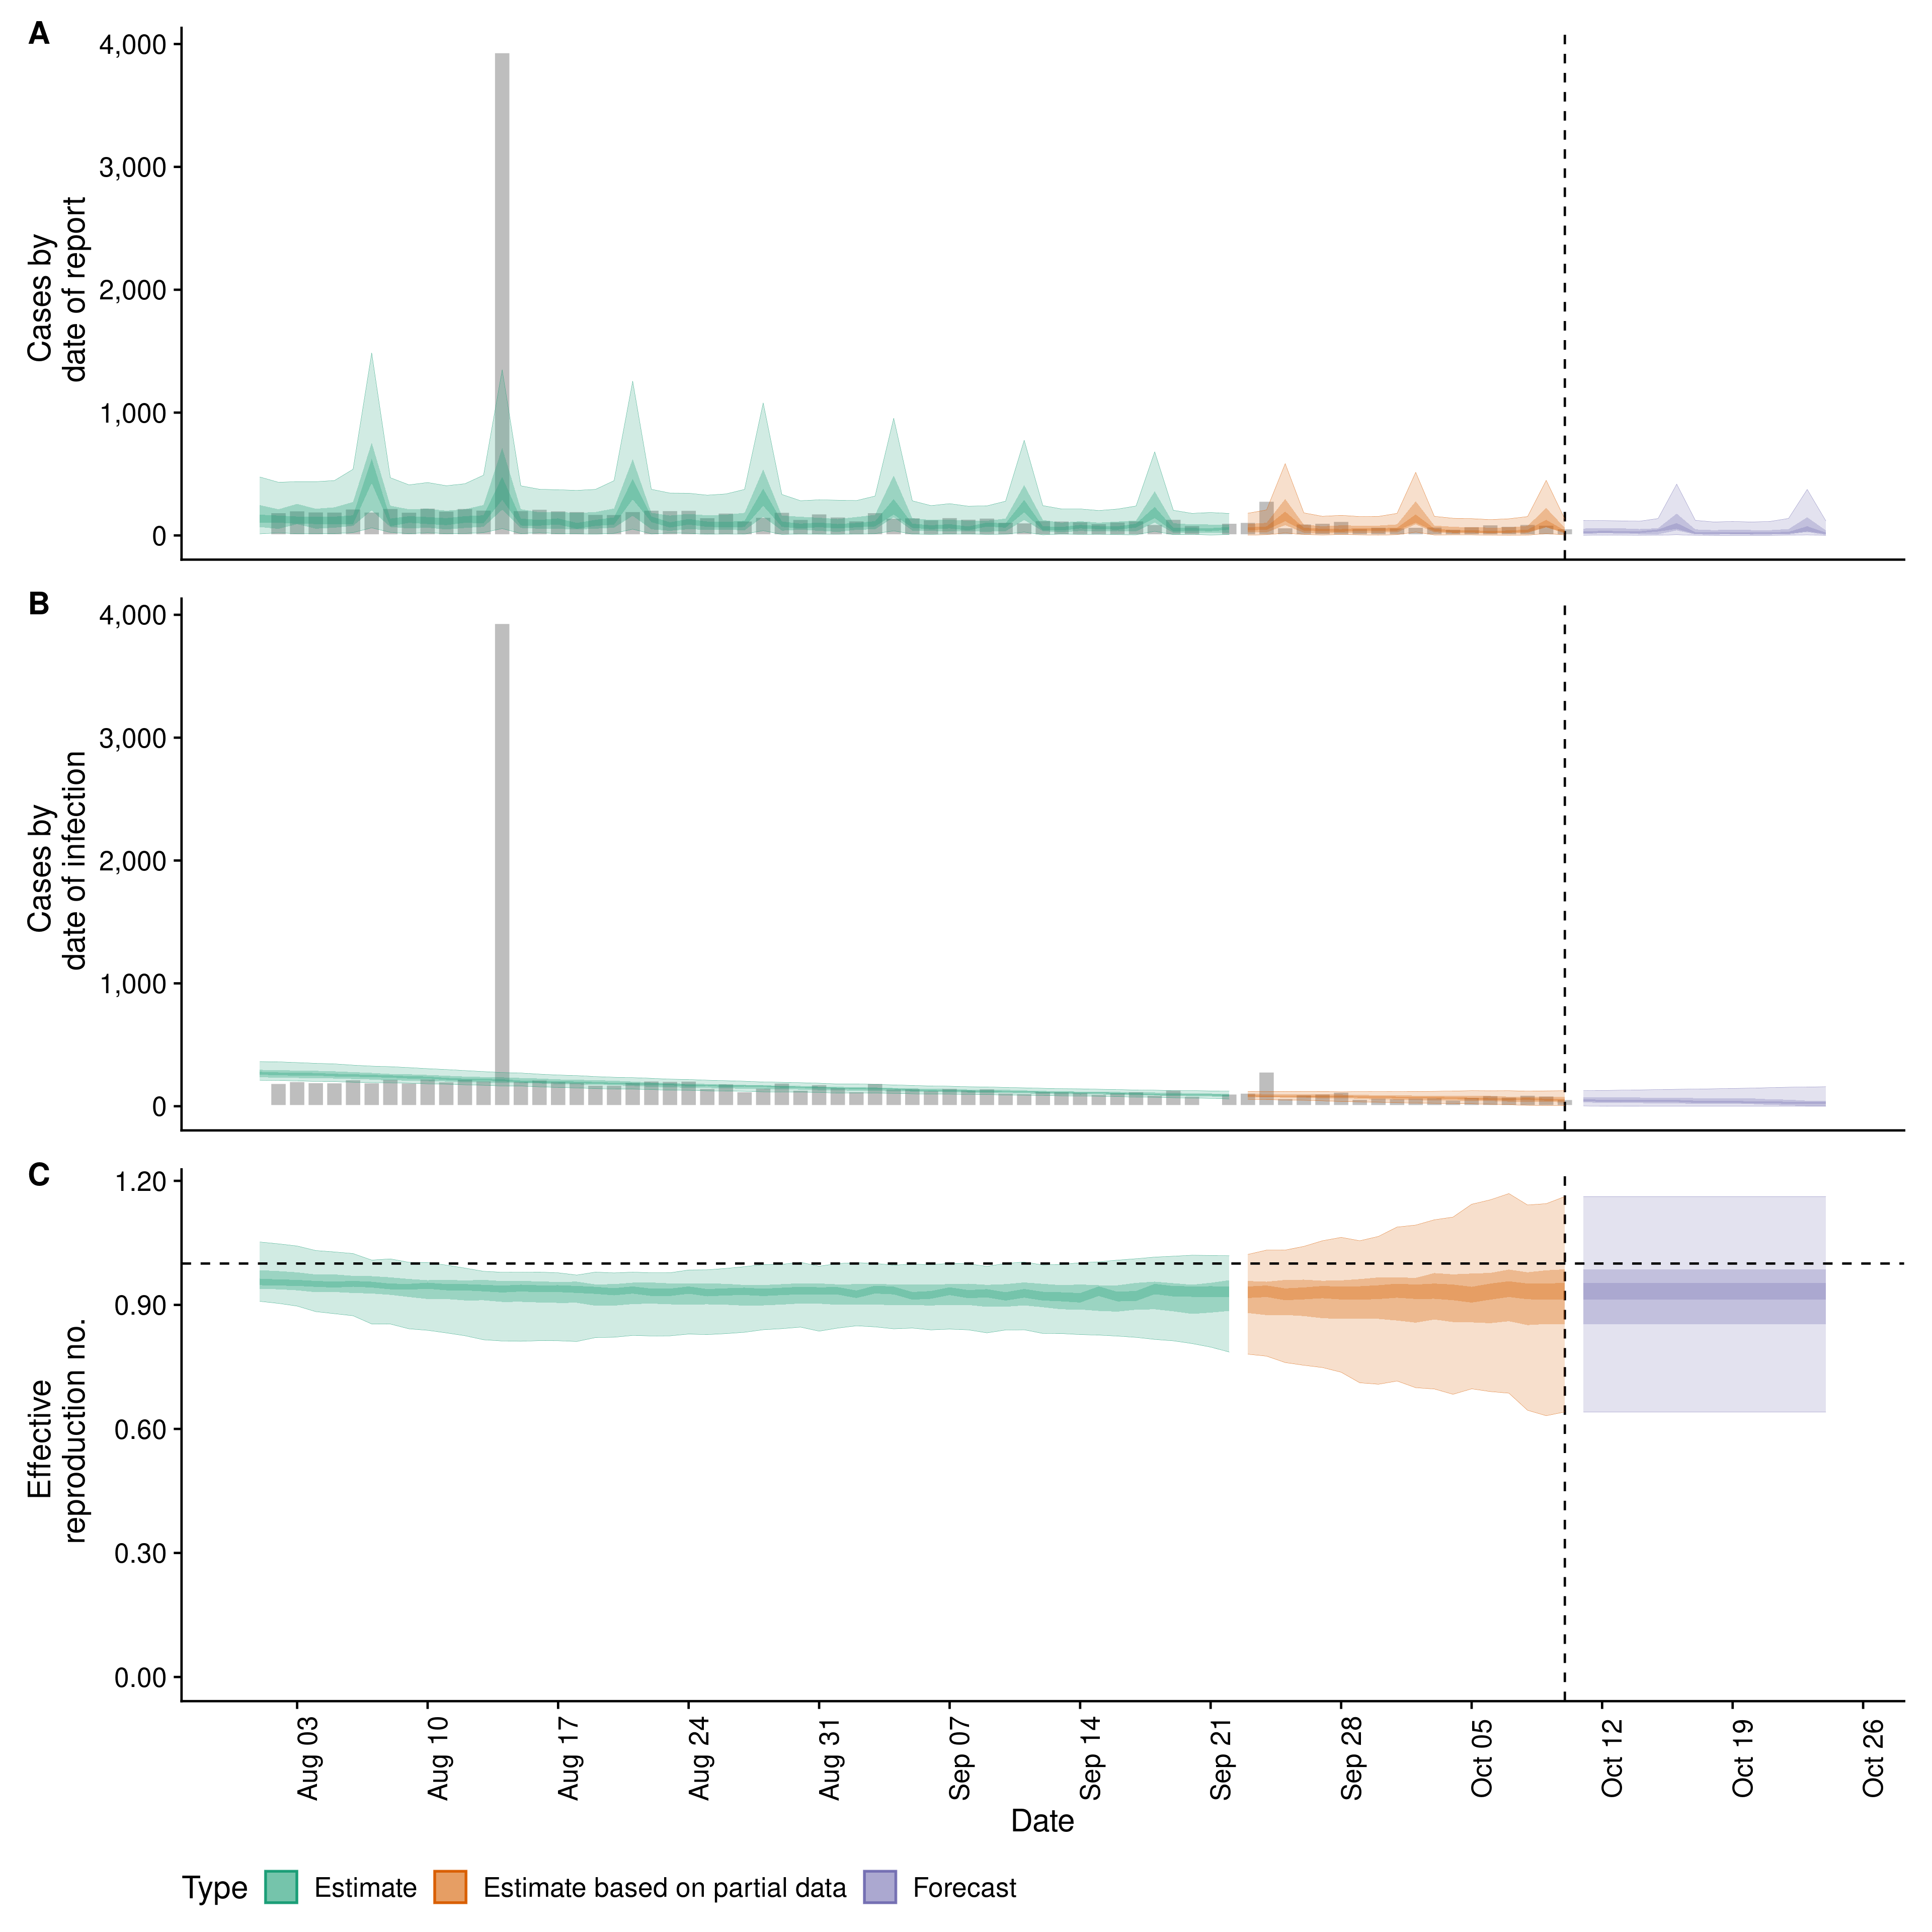 A
4,000
3,000
2,000
1,000
0
Cases by
date of report
B
4,000
3,000
2,000
1,000
0
Cases by
date of infection
C
1.20
0.90
0.60
0.30
0.00
Effective
reproduction no.
Aug 03
Aug 10
Aug 17
Aug 24
Aug 31
Sep 07
Sep 14
Sep 21
Sep 28
Oct 05
Oct 12
Oct 19
Oct 26
Date
Type Estimate Estimate based on partial data Forecast